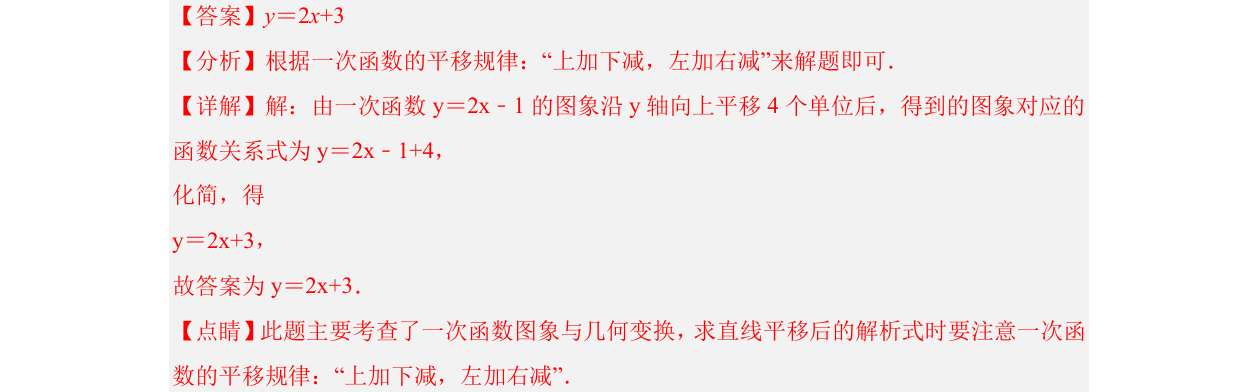 【答案】y＝2x+3
【分析】根据一次函数的平移规律：“上加下减，左加右减”来解题即可．
【详解】解：由一次函数 y＝2x﹣1 的图象沿 y 轴向上平移 4 个单位后，得到的图象对应的
函数关系式为 y＝2x﹣1+4，
化简，得
y＝2x+3，
故答案为 y＝2x+3．
【点睛】此题主要考查了一次函数图象与几何变换，求直线平移后的解析式时要注意一次函
数的平移规律：“上加下减，左加右减”．